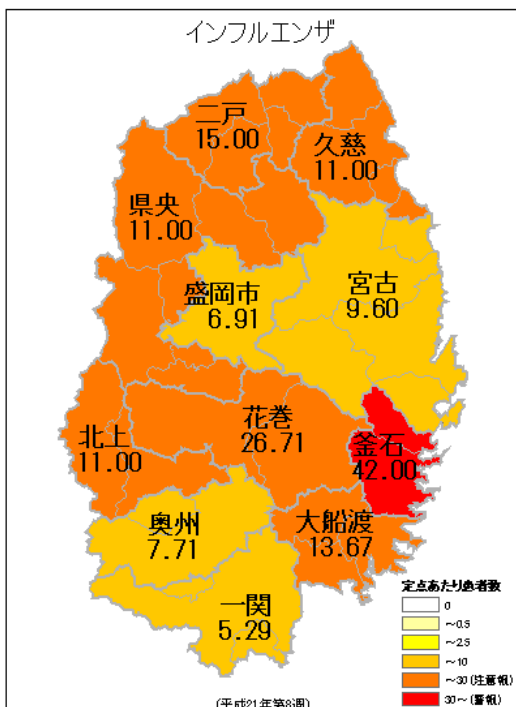 インフルエンザ
二戸
15.00
久慈
11.00
県央
11.00
盛岡市
6.91
宮古
9.60
花巻
26.71
北上
11.00
釜石
42.00
奥州
7.71
大船渡
13.67
一関
5.29
定点あたり患者数
0
～0.5
～2.5
～10
～30(注意報)
30～(警報)
(平成21年第8週)